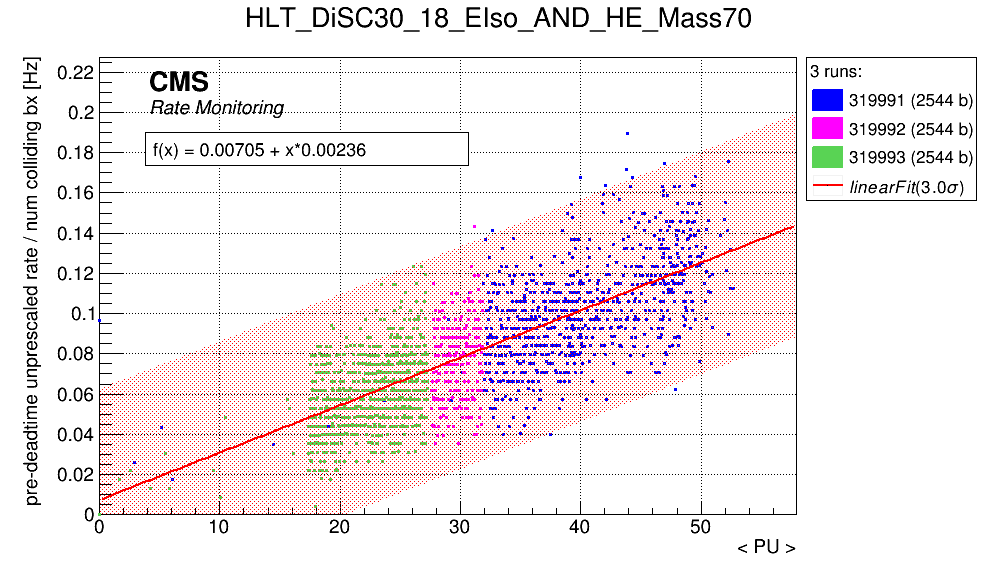 HLT_DiSC30_18_EIso_AND_HE_Mass70
pre-deadtime unprescaled rate / num colliding bx [Hz]
0.22
0.2
0.18
0.16
0.14
0.12
0.1
0.08
0.06
0.04
0.02
0
CMS
Rate Monitoring
f(x) = 0.00705 + x*0.00236
0 10 20 30 40 50
< PU >
3 runs:
319991 (2544 b)
319992 (2544 b)
319993 (2544 b)
linearFit(3.0σ)